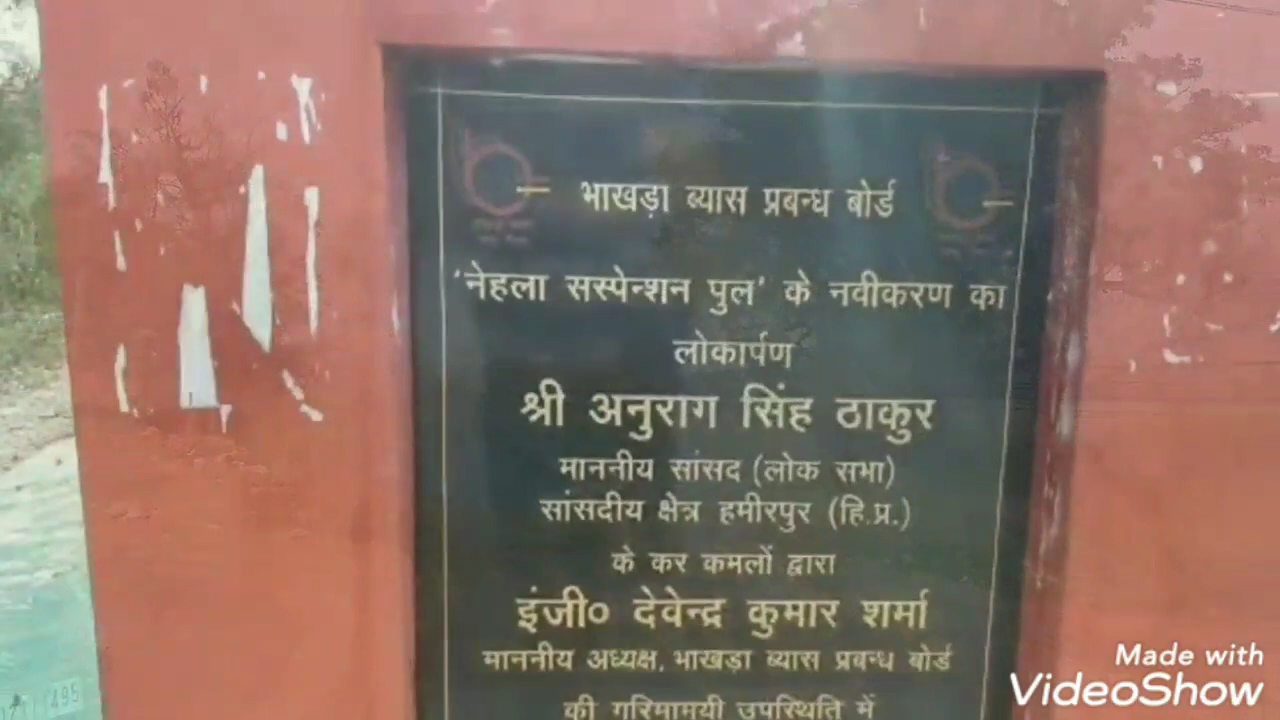 भाखड़ा ब्यास प्रबन्ध बोर्ड
'नेहला सस्पेन्शन पुल' के नवीकरण का
लोकार्पण
श्री अनुराग सिंह ठाकुर
माननीय सांसद (लोक सभा)
सांसदीय क्षेत्र हमीरपुर (हि.प्र.)
के कर कमलों द्वारा
इंजी० देवेन्द्र कुमार शर्मा
माननीय अध्यक्ष, भाखड़ा ब्यास प्रबन्ध बोर्ड
की गरिमामयी उपस्थिति में
Made with
VideoShow